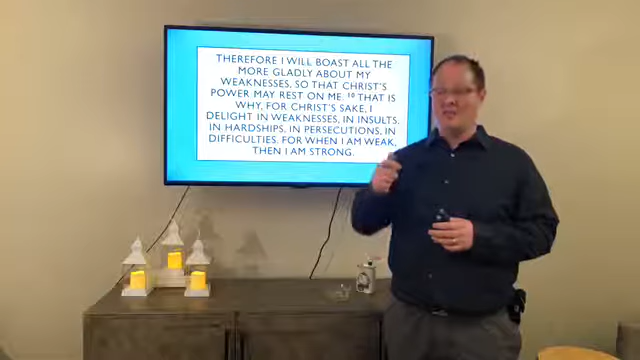 THEREFORE I WILL BOAST ALL THE
MORE GLADLY ABOUT MY
WEAKNESSES, SO THAT CHRIST'S
POWER MAY REST ON ME. ¹⁰ THAT IS
WHY, FOR CHRIST'S SAKE, I
DELIGHT IN WEAKNESSES, IN INSULTS,
IN HARDSHIPS, IN PERSECUTIONS, IN
DIFFICULTIES. FOR WHEN I AM WEAK,
THEN I AM STRONG.